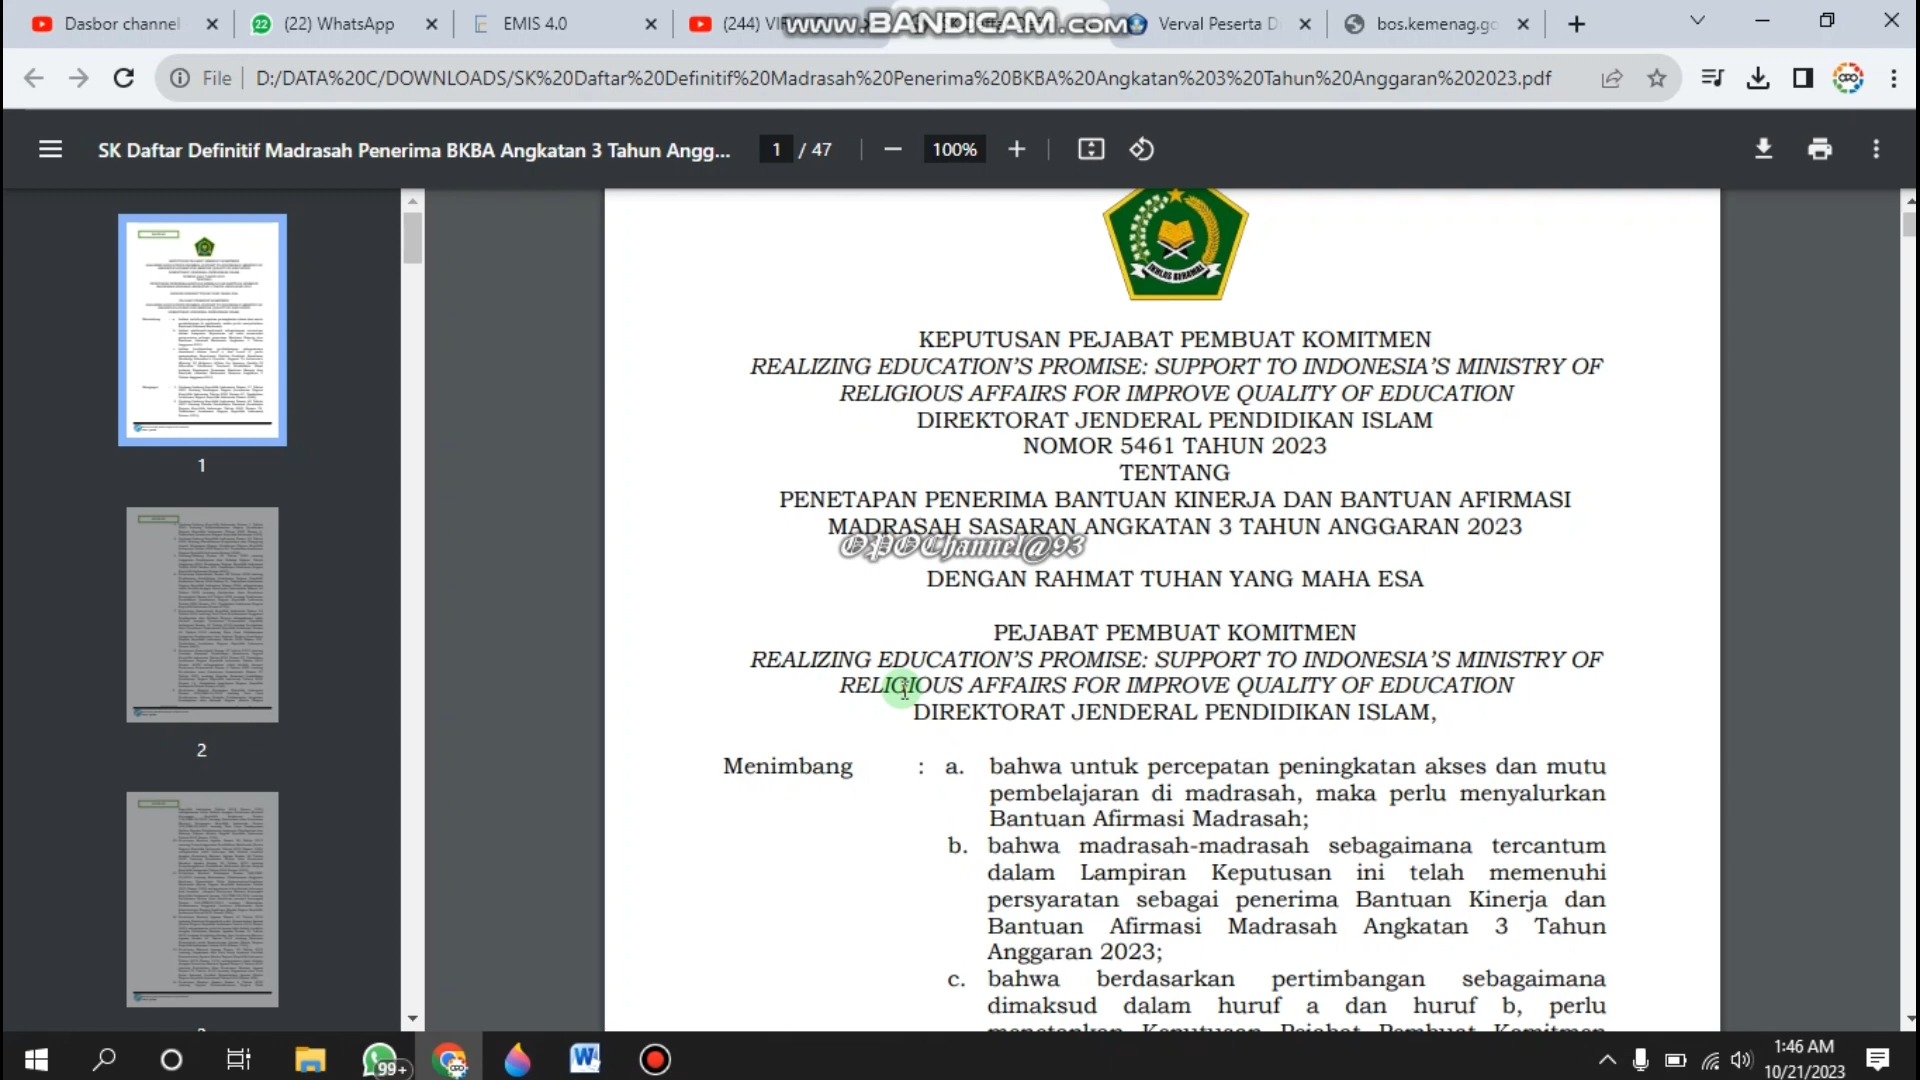 Dasbor channel
(22) WhatsApp
EMIS 4.0
(244) VIR
www.BANDICAM.com
Verval Peserta D
bos.kemenag.go
File
D:/DATA%20C/DOWNLOADS/SK%20Daftar%20Definitif%20Madrasah%20Penerima%20BKBA%20Angkatan%203%20Tahun%20Anggaran%202023.pdf
SK Daftar Definitif Madrasah Penerima BKBA Angkatan 3 Tahun Angg...
1 / 47
100%
IKHLAS BERAMAL
KEPUTUSAN PEJABAT PEMBUAT KOMITMEN
REALIZING EDUCATION'S PROMISE: SUPPORT TO INDONESIA'S MINISTRY OF
RELIGIOUS AFFAIRS FOR IMPROVE QUALITY OF EDUCATION
DIREKTORAT JENDERAL PENDIDIKAN ISLAM
NOMOR 5461 TAHUN 2023
TENTANG
PENETAPAN PENERIMA BANTUAN KINERJA DAN BANTUAN AFIRMASI
MADRASAH SASARAN ANGKATAN 3 TAHUN ANGGARAN 2023
OPOChannel@93
DENGAN RAHMAT TUHAN YANG MAHA ESA
PEJABAT PEMBUAT KOMITMEN
REALIZING EDUCATION'S PROMISE: SUPPORT TO INDONESIA'S MINISTRY OF
RELIGIOUS AFFAIRS FOR IMPROVE QUALITY OF EDUCATION
DIREKTORAT JENDERAL PENDIDIKAN ISLAM,
Menimbang : a. bahwa untuk percepatan peningkatan akses dan mutu
pembelajaran di madrasah, maka perlu menyalurkan
Bantuan Afirmasi Madrasah;
b. bahwa madrasah-madrasah sebagaimana tercantum
dalam Lampiran Keputusan ini telah memenuhi
persyaratan sebagai penerima Bantuan Kinerja dan
Bantuan Afirmasi Madrasah Angkatan 3 Tahun
Anggaran 2023;
c. bahwa berdasarkan pertimbangan sebagaimana
dimaksud dalam huruf a dan huruf b, perlu
menetapkan Keputusan Pejabat Pembuat Komitmen
1
2
99+
1:46 AM
10/21/2023